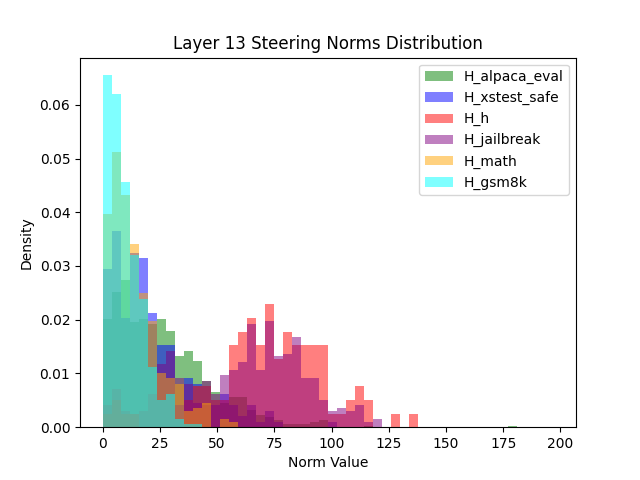 Layer 13 Steering Norms Distribution
H_alpaca_eval
H_xstest_safe
H_h
H_jailbreak
H_math
H_gsm8k
Density
0.06
0.05
0.04
0.03
0.02
0.01
0.00
0 25 50 75 100 125 150 175 200
Norm Value